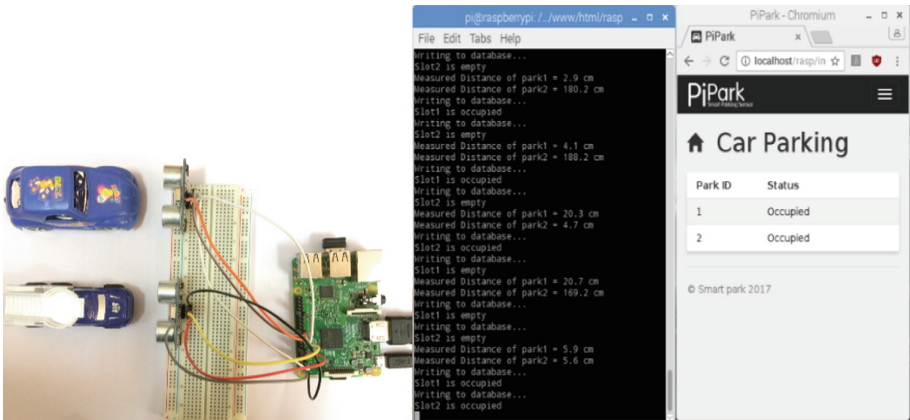 pi@raspberrypi: /../www/html/rasp
File Edit Tabs Help
Writing to database...
Slot2 is empty
Measured Distance of park1 = 2.9 cm
Measured Distance of park2 = 180.2 cm
Writing to database...
Slot1 is occupied
Writing to database...
Slot2 is empty
Measured Distance of park1 = 4.1 cm
Measured Distance of park2 = 188.2 cm
Writing to database...
Slot1 is occupied
Writing to database...
Slot2 is empty
Measured Distance of park1 = 20.3 cm
Measured Distance of park2 = 4.7 cm
Writing to database...
Slot2 is occupied
Writing to database...
Slot1 is empty
Measured Distance of park1 = 20.7 cm
Measured Distance of park2 = 169.2 cm
Writing to database...
Slot1 is empty
Writing to database...
Slot2 is empty
Measured Distance of park1 = 5.9 cm
Measured Distance of park2 = 5.6 cm
Writing to database...
Slot1 is occupied
Writing to database...
Slot2 is occupied
PiPark - Chromium
PiPark
localhost/rasp/in
PiPark
Smart Parking Sensor
Car Parking
Park ID Status
1 Occupied
2 Occupied
© Smart park 2017